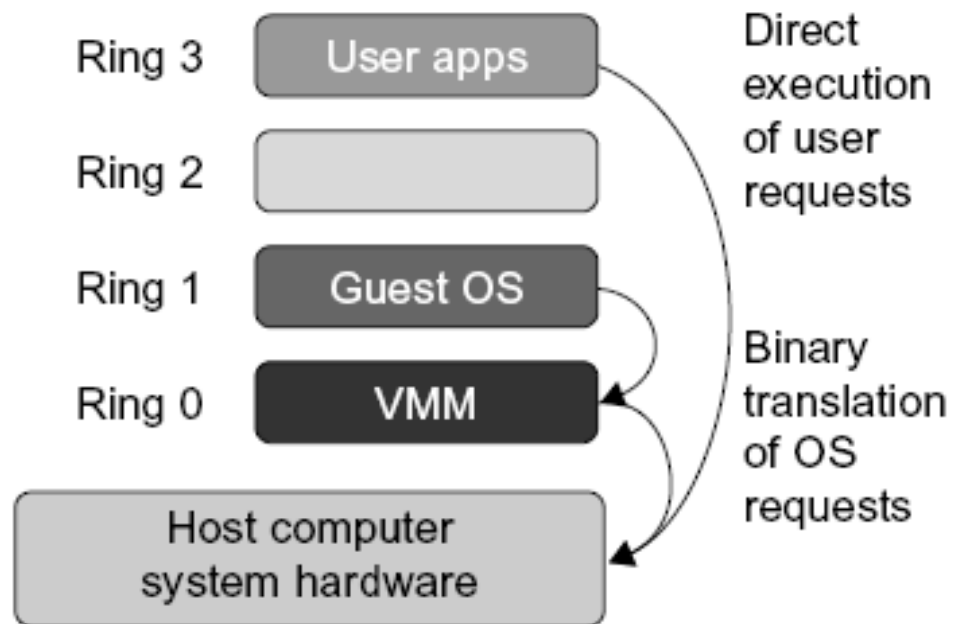 Ring 3
User apps
Direct
execution
of user
requests
Ring 2
Ring 1
Guest OS
Ring 0
VMM
Binary
translation
of OS
requests
Host computer
system hardware